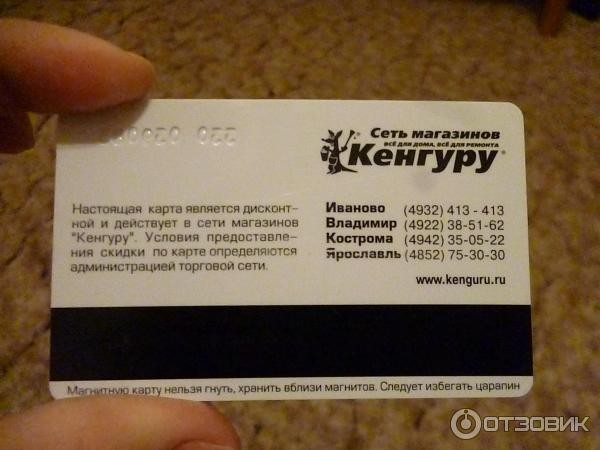 Сеть магазинов
ВСЁ ДЛЯ ДОМА, ВСЁ ДЛЯ РЕМОНТА
Кенгуру
Настоящая карта является дисконт-
ной и действует в сети магазинов
"Кенгуру". Условия предоставле-
ния скидки по карте определяются
администрацией торговой сети.
Иваново (4932) 413 - 413
Владимир (4922) 38-51-62
Кострома (4942) 35-05-22
Ярославль (4852) 75-30-30
www.kenguru.ru
Магнитную карту нельзя гнуть, хранить вблизи магнитов. Следует избегать царапин
ОТЗОВИК